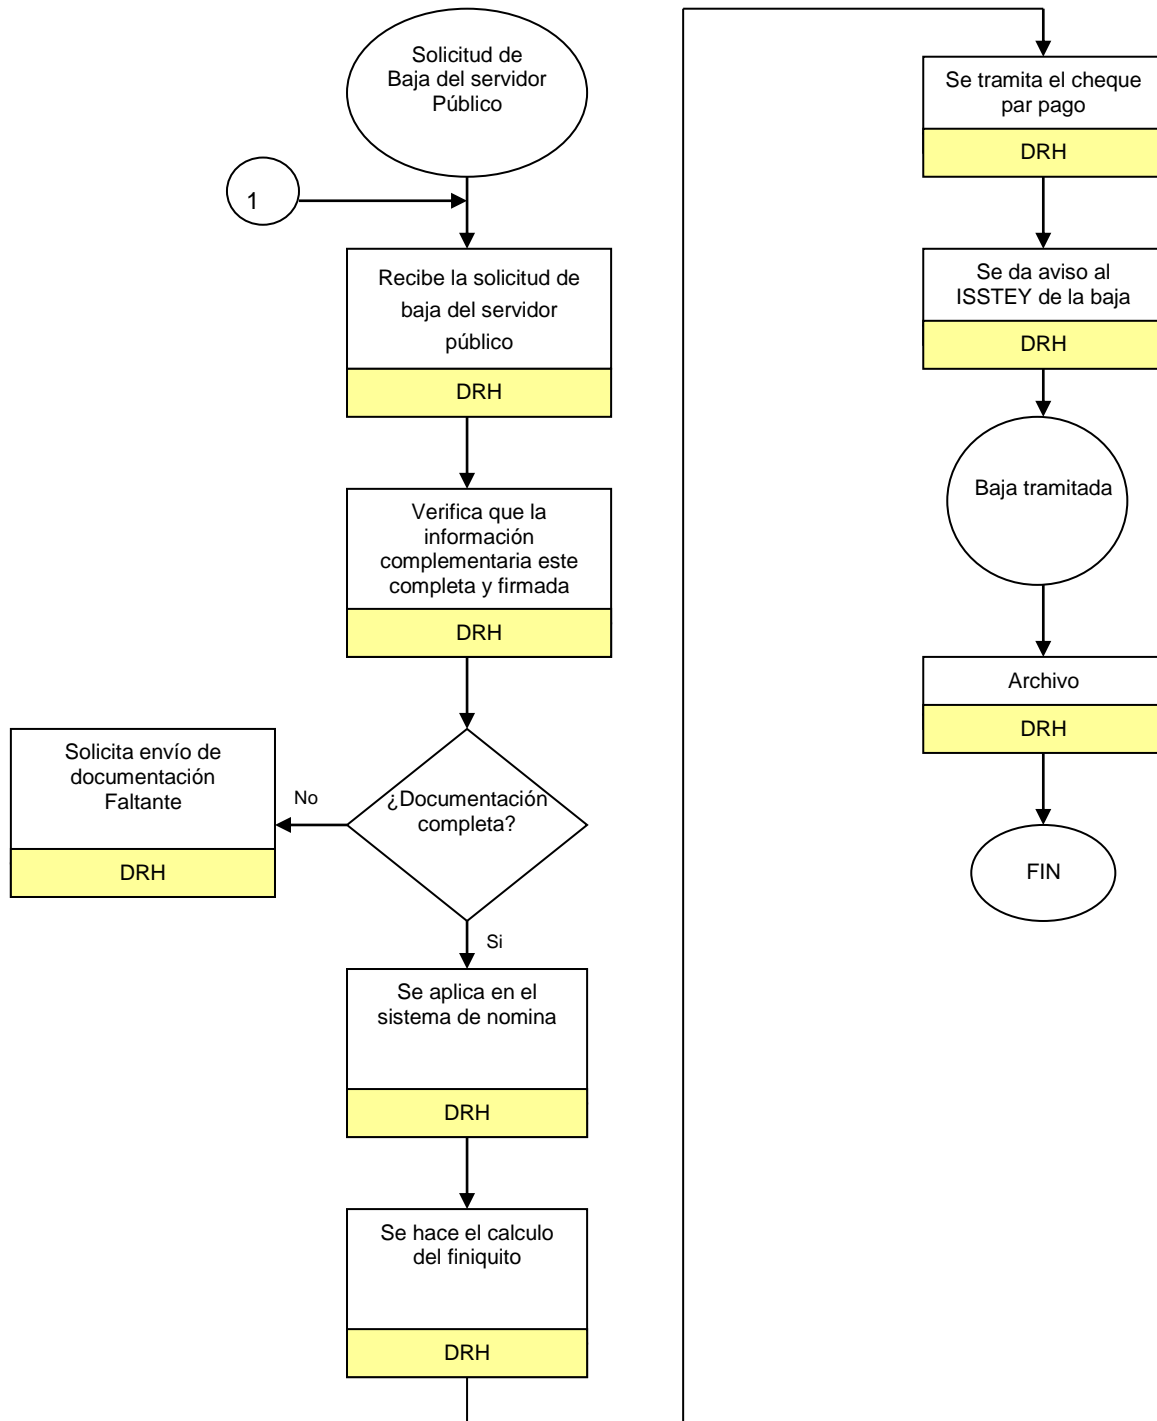 Solicitud de
Baja del servidor
Público
1
Recibe la solicitud de
baja del servidor
público
DRH
Verifica que la
información
complementaria este
completa y firmada
DRH
¿Documentación
completa?
No
Solicita envío de
documentación
Faltante
DRH
Si
Se aplica en el
sistema de nomina
DRH
Se hace el calculo
del finiquito
DRH
Se tramita el cheque
par pago
DRH
Se da aviso al
ISSTEY de la baja
DRH
Baja tramitada
Archivo
DRH
FIN